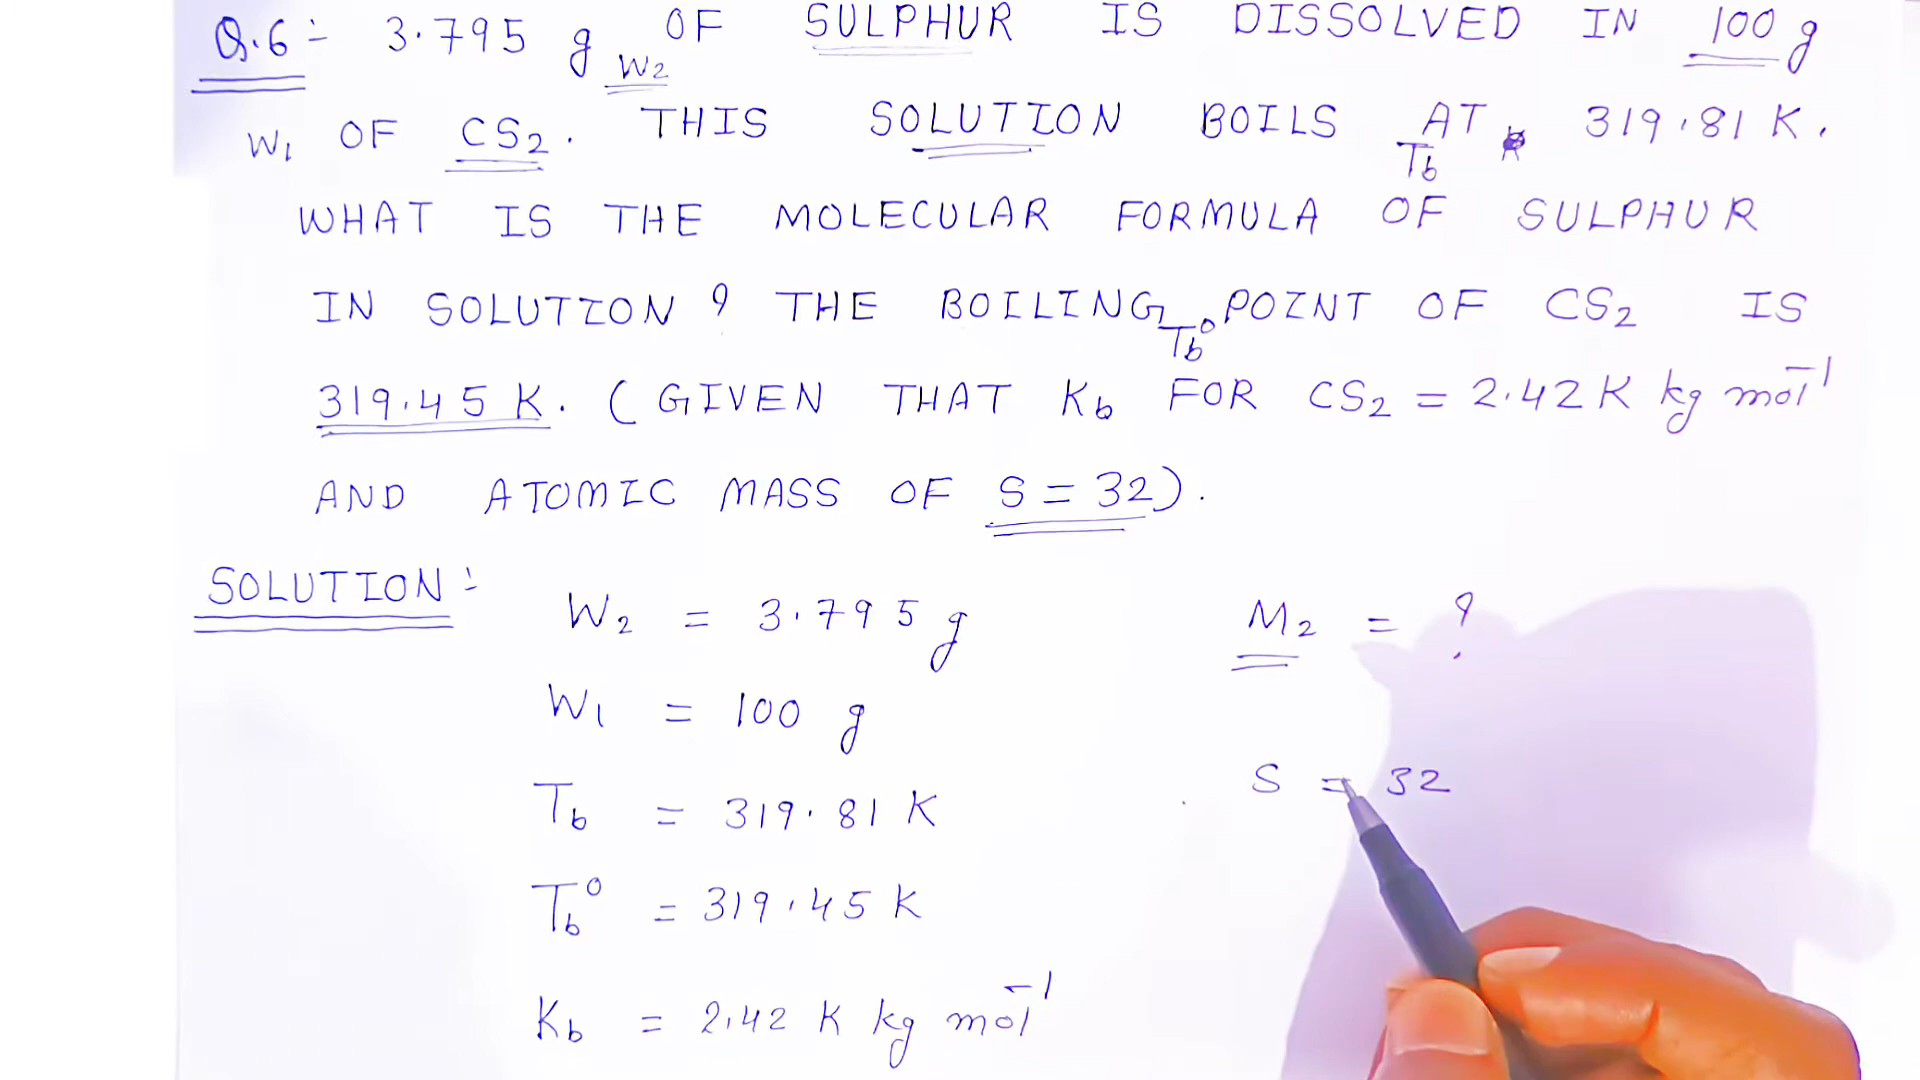 Q.6:- 3.795 g OF SULPHUR IS DISSOLVED IN 100 g
W2
W1 OF CS2. THIS SOLUTION BOILS AT 319.81 K.
Tb
WHAT IS THE MOLECULAR FORMULA OF SULPHUR
IN SOLUTION ? THE BOILING POINT OF CS2 IS
Tb°
319.45 K. (GIVEN THAT Kb FOR CS2 = 2.42 K kg mol⁻¹
AND ATOMIC MASS OF S = 32).
SOLUTION:-
W2 = 3.795 g
M2 = ?
W1 = 100 g
S = 32
Tb = 319.81 K
Tb° = 319.45 K
Kb = 2.42 K kg mol⁻¹